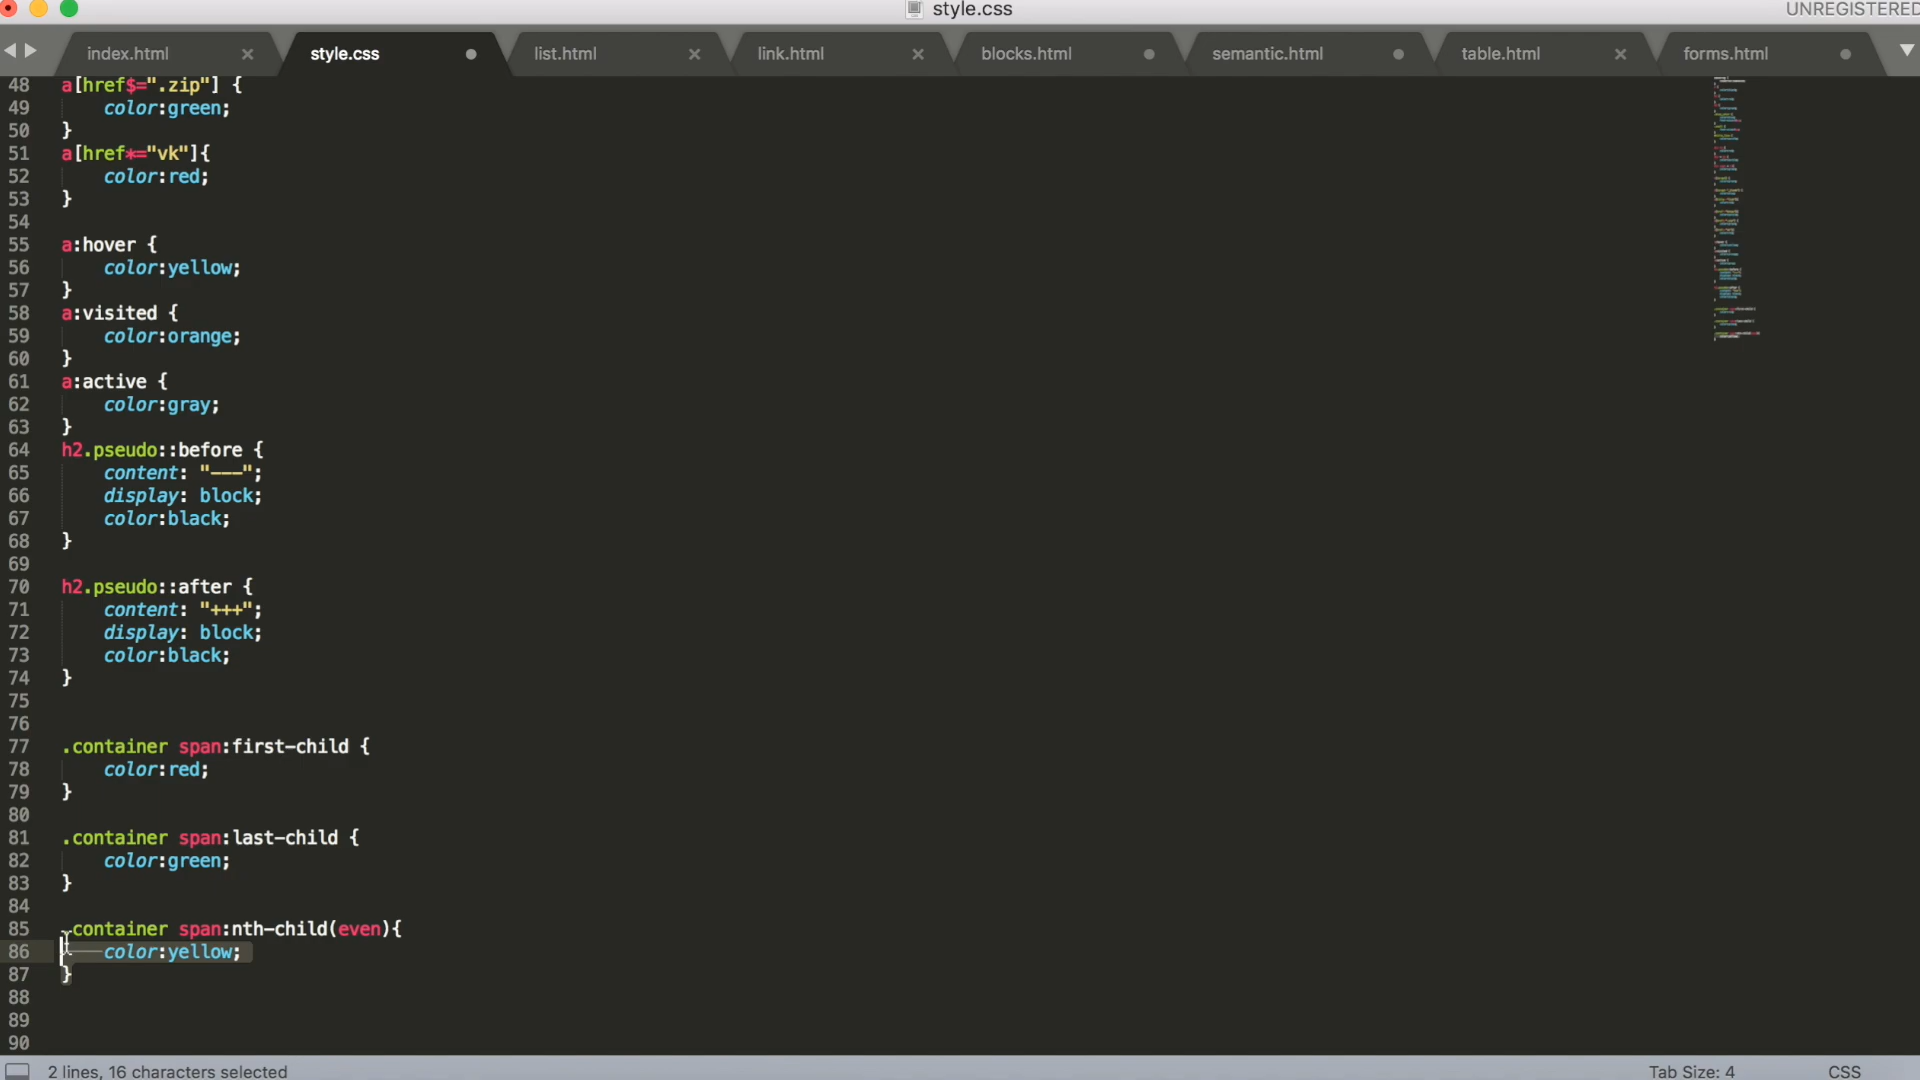 style.css
UNREGISTERED
index.html
style.css
list.html
link.html
blocks.html
semantic.html
table.html
forms.html
48 a[href$=".zip"] {
49 color:green;
50 }
51 a[href*="vk"]{
52 color:red;
53 }
54
55 a:hover {
56 color:yellow;
57 }
58 a:visited {
59 color:orange;
60 }
61 a:active {
62 color:gray;
63 }
64 h2.pseudo::before {
65 content: "---";
66 display: block;
67 color:black;
68 }
69
70 h2.pseudo::after {
71 content: "+++";
72 display: block;
73 color:black;
74 }
75
76
77 .container span:first-child {
78 color:red;
79 }
80
81 .container span:last-child {
82 color:green;
83 }
84
85 .container span:nth-child(even){
86 color:yellow;
87 }
88
89
90
2 lines, 16 characters selected
Tab Size: 4
CSS